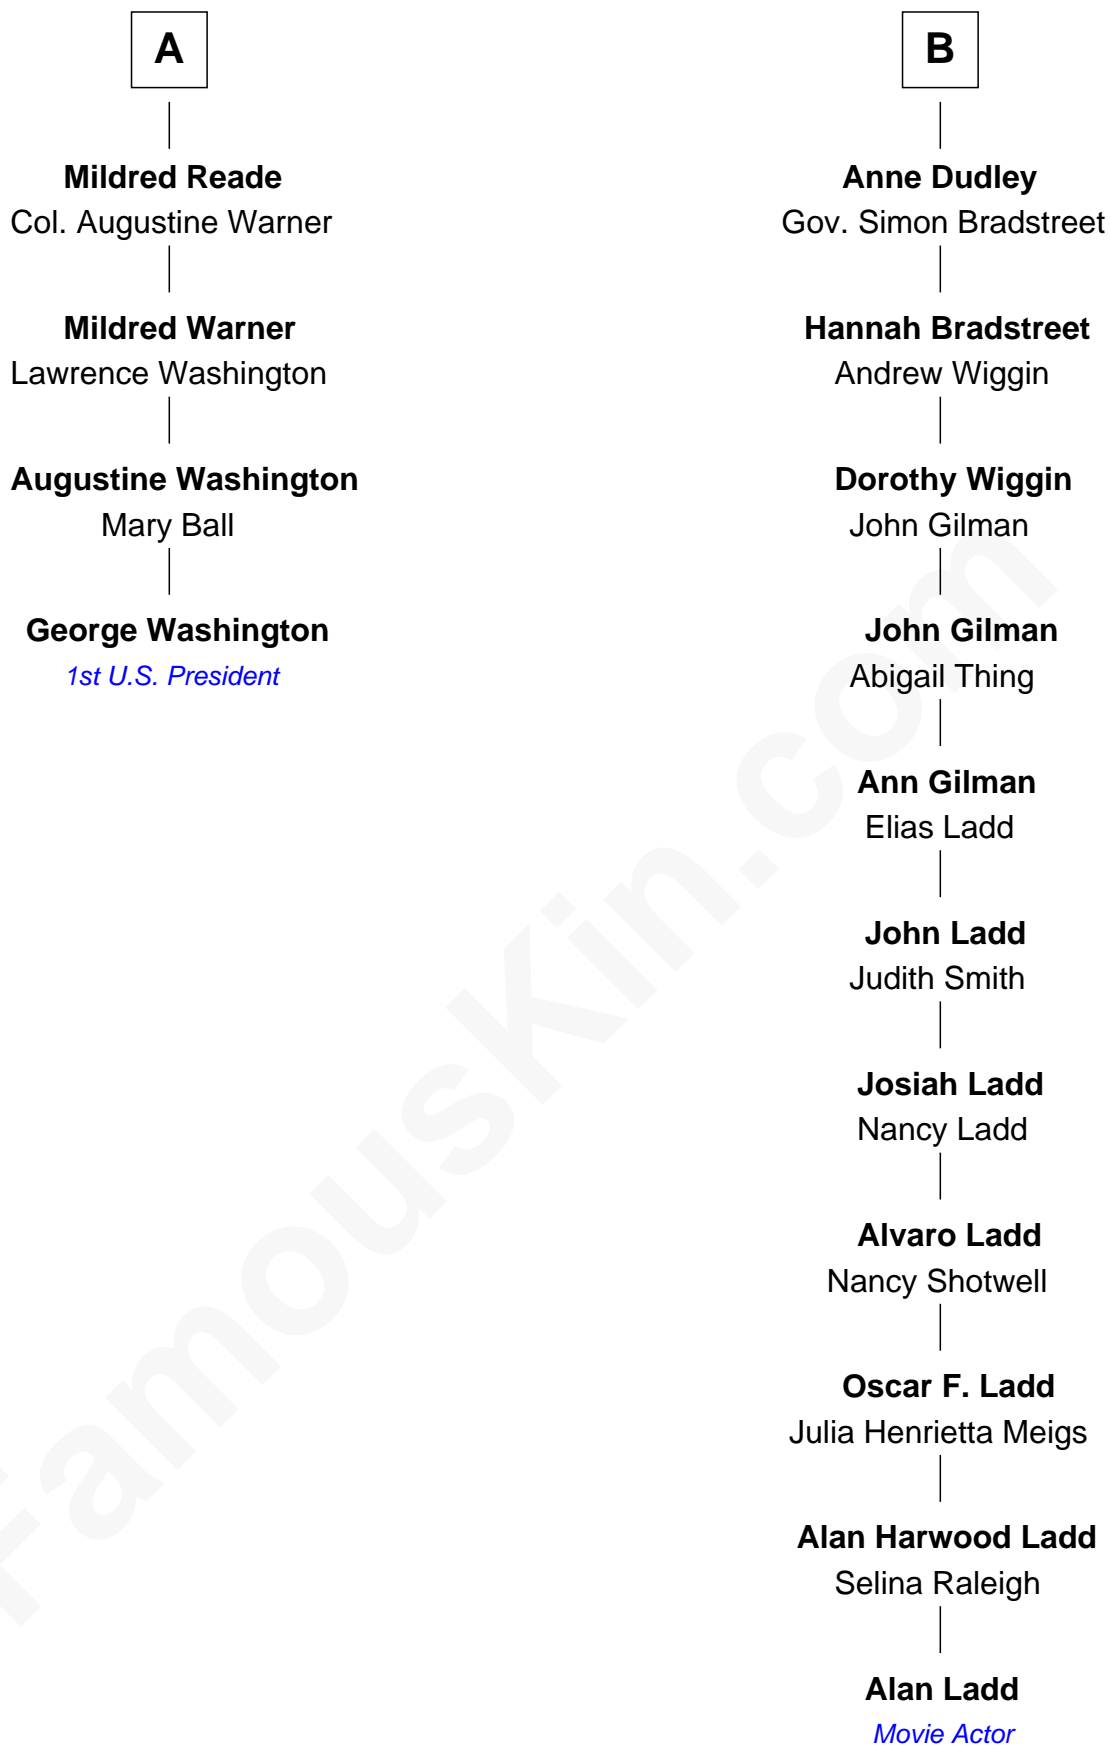 A
Mildred Reade
Col. Augustine Warner
Mildred Warner
Lawrence Washington
Augustine Washington
Mary Ball
George Washington
1st U.S. President
B
Anne Dudley
Gov. Simon Bradstreet
Hannah Bradstreet
Andrew Wiggin
Dorothy Wiggin
John Gilman
John Gilman
Abigail Thing
Ann Gilman
Elias Ladd
John Ladd
Judith Smith
Josiah Ladd
Nancy Ladd
Alvaro Ladd
Nancy Shotwell
Oscar F. Ladd
Julia Henrietta Meigs
Alan Harwood Ladd
Selina Raleigh
Alan Ladd
Movie Actor
FamousKin.com